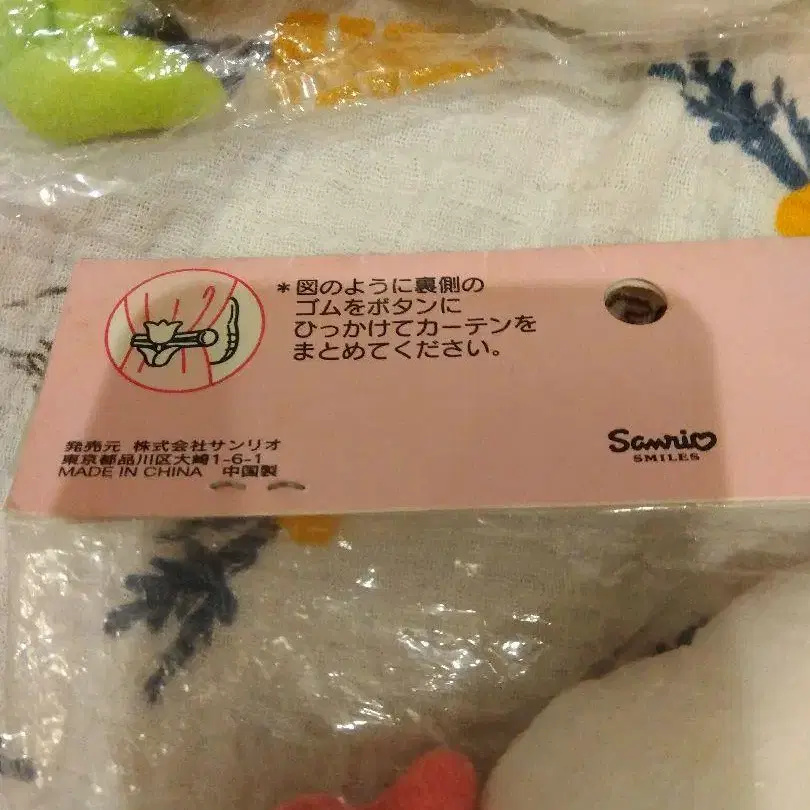 ＊図のように裏側の
ゴムをボタンに
ひっかけてカーテンを
まとめてください。
発売元 株式会社サンリオ
東京都品川区大崎1-6-1
MADE IN CHINA 中国製
Sanrio
SMILES